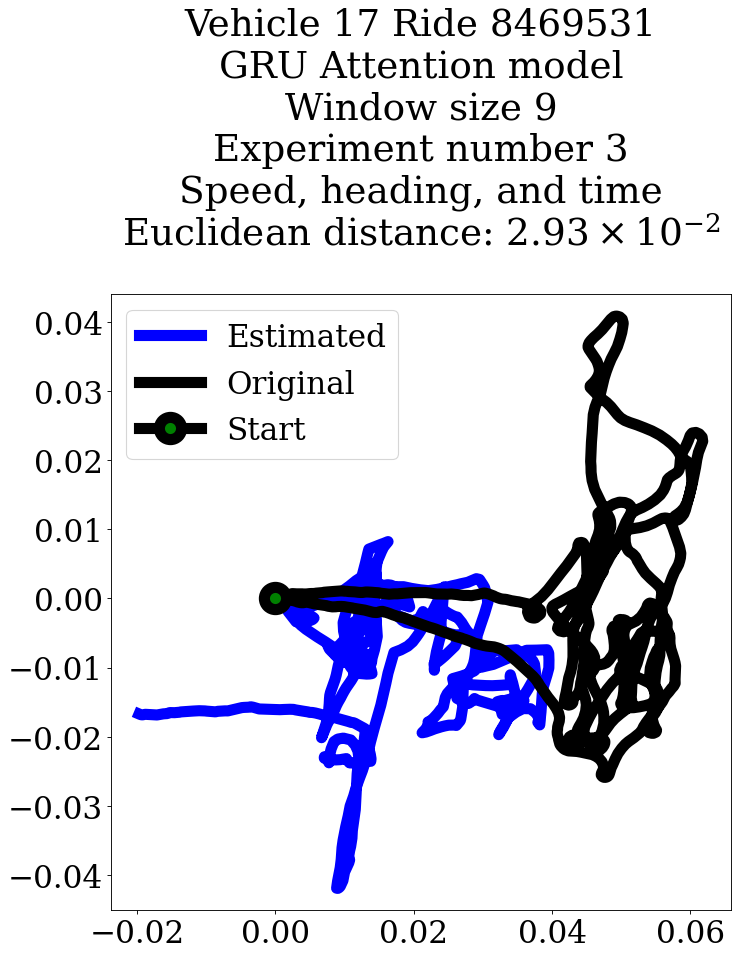 Vehicle 17 Ride 8469531
GRU Attention model
Window size 9
Experiment number 3
Speed, heading, and time
Euclidean distance: 2.93 × 10⁻²
Estimated
Original
Start
0.04
0.03
0.02
0.01
0.00
−0.01
−0.02
−0.03
−0.04
−0.02 0.00 0.02 0.04 0.06